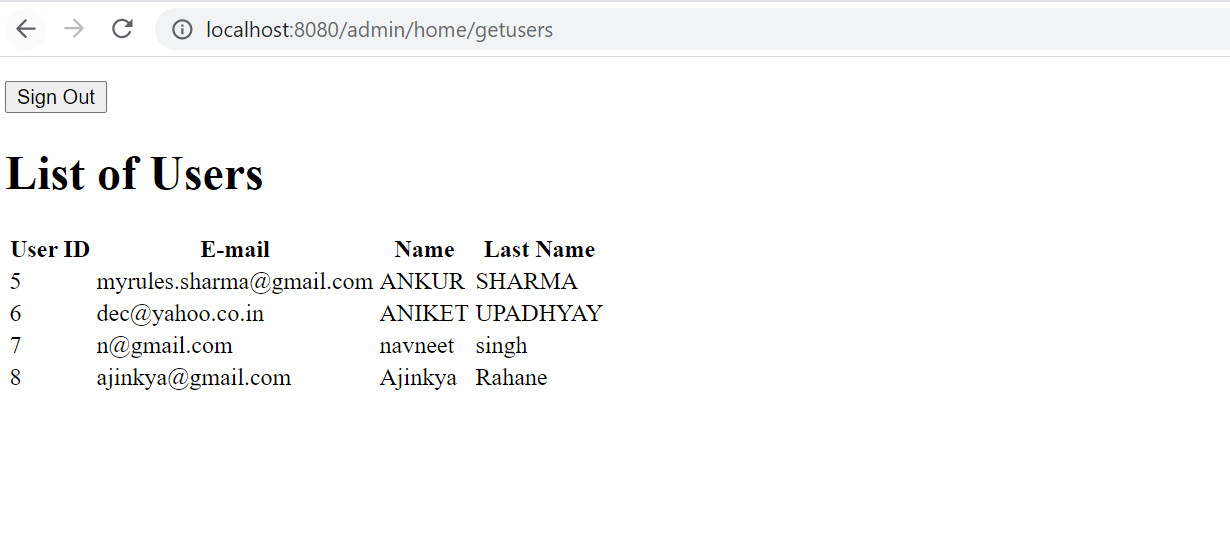 localhost:8080/admin/home/getusers
Sign Out
List of Users
User ID E-mail Name Last Name
5 myrules.sharma@gmail.com ANKUR SHARMA
6 dec@yahoo.co.in ANIKET UPADHYAY
7 n@gmail.com navneet singh
8 ajinkya@gmail.com Ajinkya Rahane